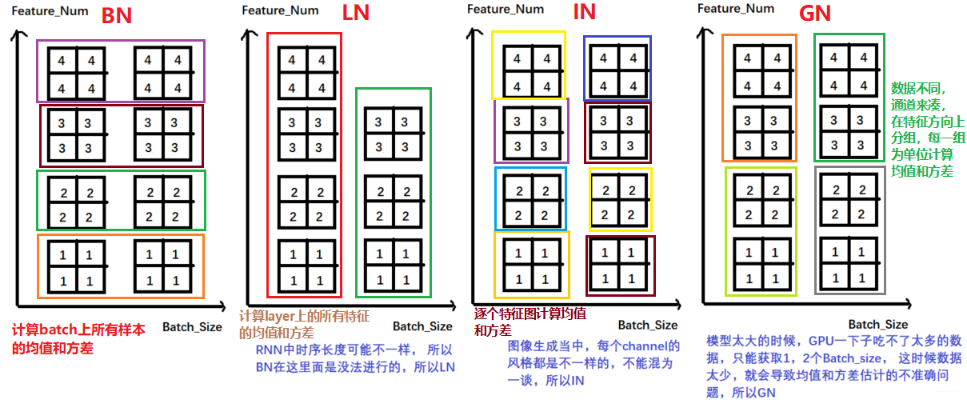 Feature_Num
BN
4 4 4 4
4 4 4 4
3 3 3 3
3 3 3 3
2 2 2 2
2 2 2 2
1 1 1 1
1 1 1 1
计算batch上所有样本
的均值和方差
Batch_Size
Feature_Num
LN
4 4
4 4
3 3 3 3
3 3 3 3
2 2 2 2
2 2 2 2
1 1 1 1
1 1 1 1
计算layer上的所有特征
的均值和方差
Batch_Size
RNN中时序长度可能不一样， 所以
BN在这里面是没法进行的，所以LN
Feature_Num
IN
4 4 4 4
4 4 4 4
3 3 3 3
3 3 3 3
2 2 2 2
2 2 2 2
1 1 1 1
1 1 1 1
逐个特征图计算均值
和方差
Batch_Size
图像生成当中，每个channel的
风格都是不一样的，不能混为
一谈，所以IN
Feature_Num
GN
4 4 4 4
4 4 4 4
3 3 3 3
3 3 3 3
2 2 2 2
2 2 2 2
1 1 1 1
1 1 1 1
数据不同，
通道来凑，
在特征方向上
分组，每一组
为单位计算
均值和方差
Batch_Size
模型太大的时候，GPU一下子吃不了太多的数
据，只能获取1，2个Batch_size， 这时候数据
太少，就会导致均值和方差估计的不准确问
题，所以GN